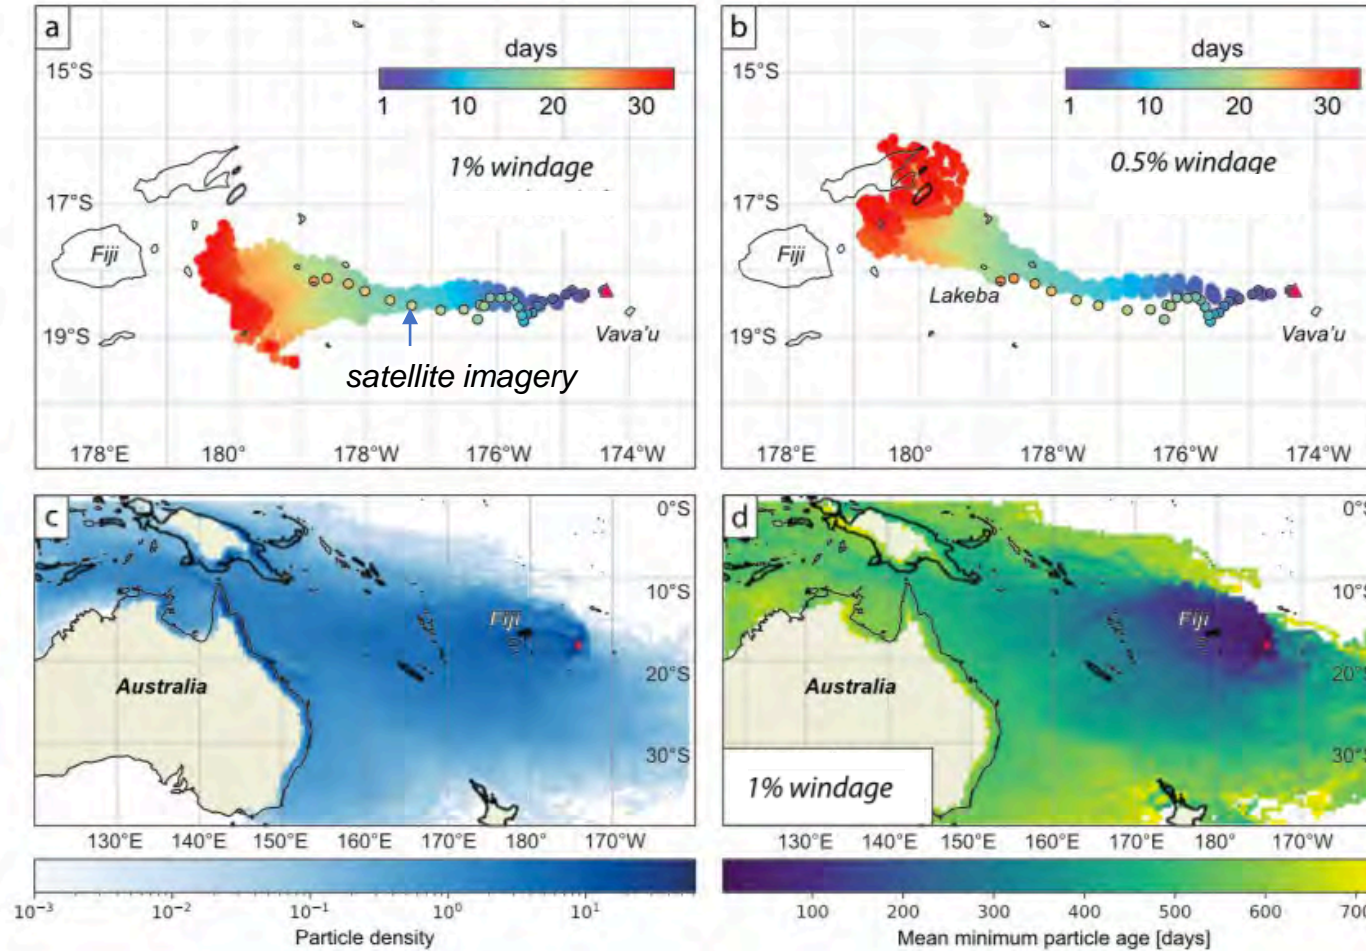 a
days
1 10 20 30
15°S
1% windage
17°S
Fiji
19°S
Vava'u
satellite imagery
178°E 180° 178°W 176°W 174°W
b
days
1 10 20 30
15°S
0.5% windage
17°S
Fiji
Lakeba
19°S
Vava'u
178°E 180° 178°W 176°W 174°W
c
0°S
10°S
Fiji
20°S
Australia
30°S
130°E 140°E 150°E 160°E 170°E 180° 170°W
10⁻³ 10⁻² 10⁻¹ 10⁰ 10¹
Particle density
d
0°S
10°S
Fiji
20°S
Australia
30°S
1% windage
130°E 140°E 150°E 160°E 170°E 180° 170°W
100 200 300 400 500 600 700
Mean minimum particle age [days]